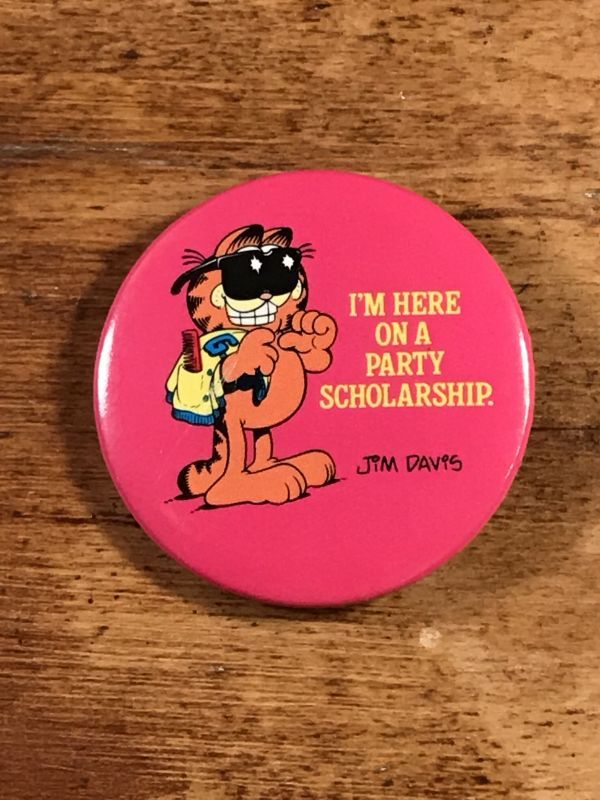 I'M HERE
ON A
PARTY
SCHOLARSHIP.
JIM DAVIS